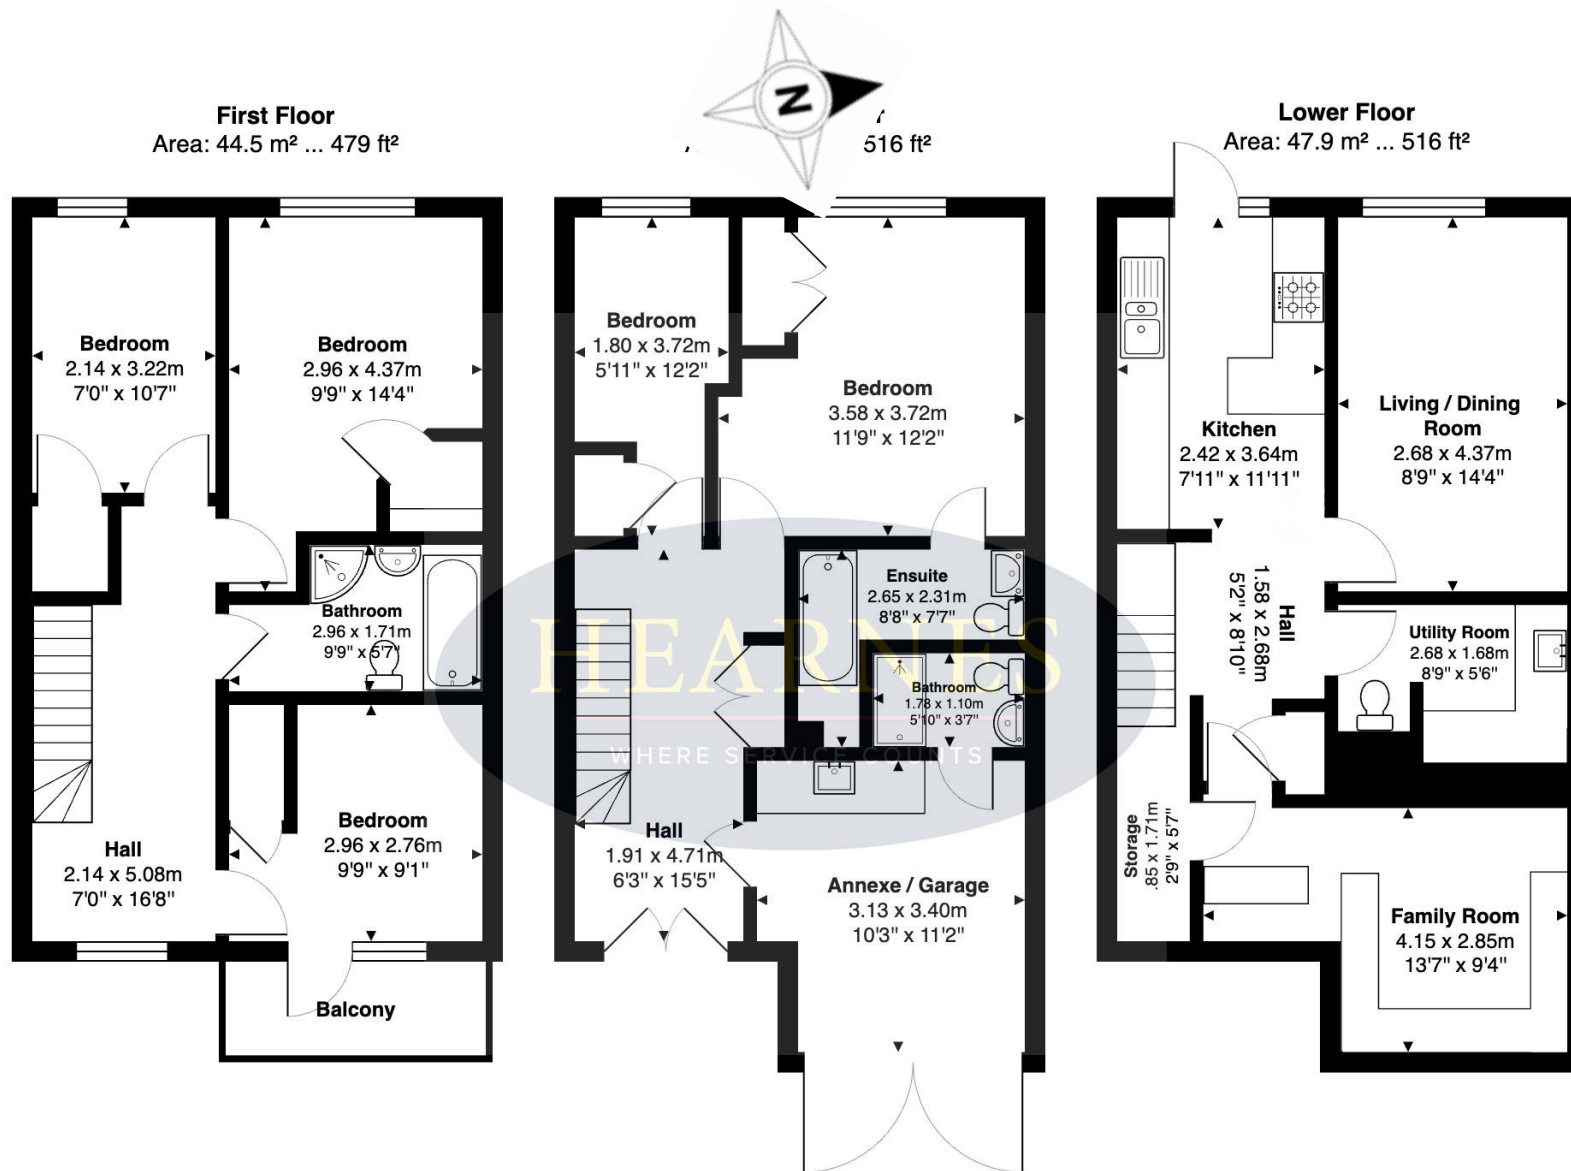 First Floor
Area: 44.5 m² ... 479 ft²
Bedroom
2.14 x 3.22m
7'0" x 10'7"
Bedroom
2.96 x 4.37m
9'9" x 14'4"
Bathroom
2.96 x 1.71m
9'9" x 5'7"
Bedroom
2.96 x 2.76m
9'9" x 9'1"
Hall
2.14 x 5.08m
7'0" x 16'8"
Balcony
N
516 ft²
Bedroom
1.80 x 3.72m
5'11" x 12'2"
Bedroom
3.58 x 3.72m
11'9" x 12'2"
Ensuite
2.65 x 2.31m
8'8" x 7'7"
Bathroom
1.78 x 1.10m
5'10" x 3'7"
Hall
1.91 x 4.71m
6'3" x 15'5"
Annexe / Garage
3.13 x 3.40m
10'3" x 11'2"
HEARNES
WHERE SERVICE COUNTS
Lower Floor
Area: 47.9 m² ... 516 ft²
Kitchen
2.42 x 3.64m
7'11" x 11'11"
Living / Dining
Room
2.68 x 4.37m
8'9" x 14'4"
Hall
1.58 x 2.68m
5'2" x 8'10"
Utility Room
2.68 x 1.68m
8'9" x 5'6"
Storage
.85 x 1.71m
2'9" x 5'7"
Family Room
4.15 x 2.85m
13'7" x 9'4"